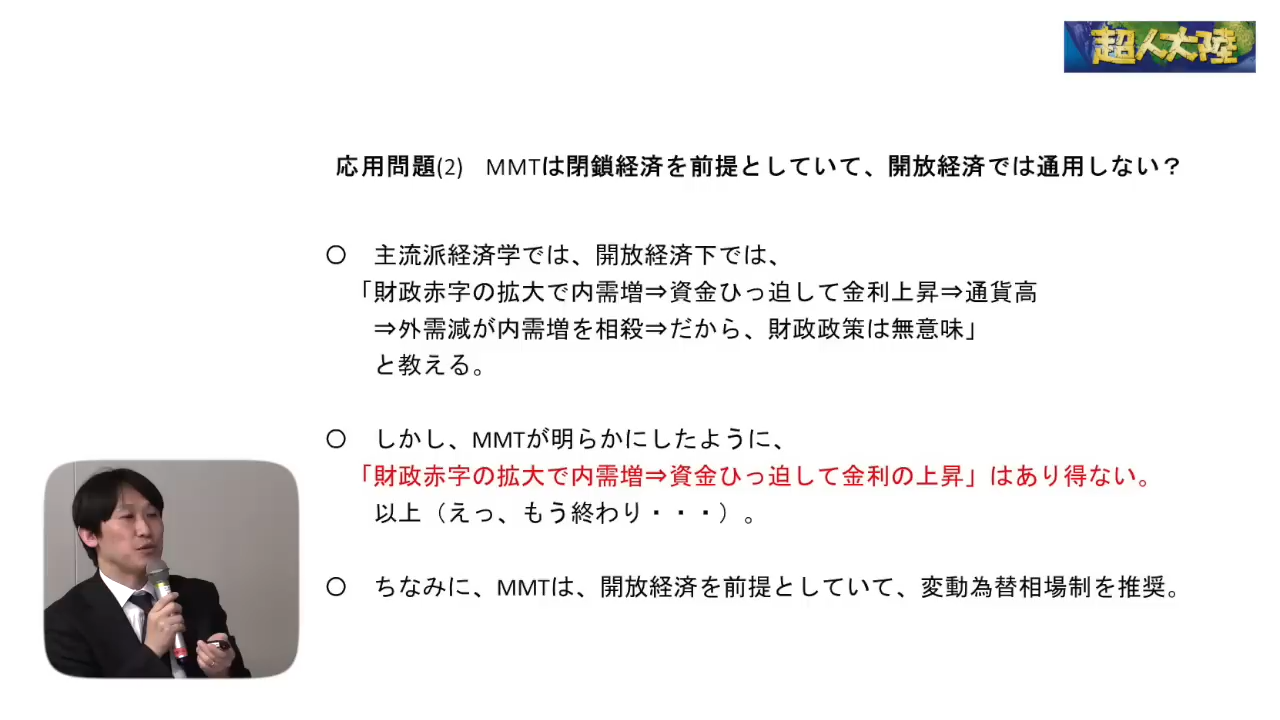 超人大陸
応用問題(2)　MMTは閉鎖経済を前提としていて、開放経済では通用しない？
○　主流派経済学では、開放経済下では、
「財政赤字の拡大で内需増⇒資金ひっ迫して金利上昇⇒通貨高
⇒外需減が内需増を相殺⇒だから、財政政策は無意味」
と教える。
○　しかし、MMTが明らかにしたように、
「財政赤字の拡大で内需増⇒資金ひっ迫して金利の上昇」はあり得ない。
以上（えっ、もう終わり・・・）。
○　ちなみに、MMTは、開放経済を前提としていて、変動為替相場制を推奨。